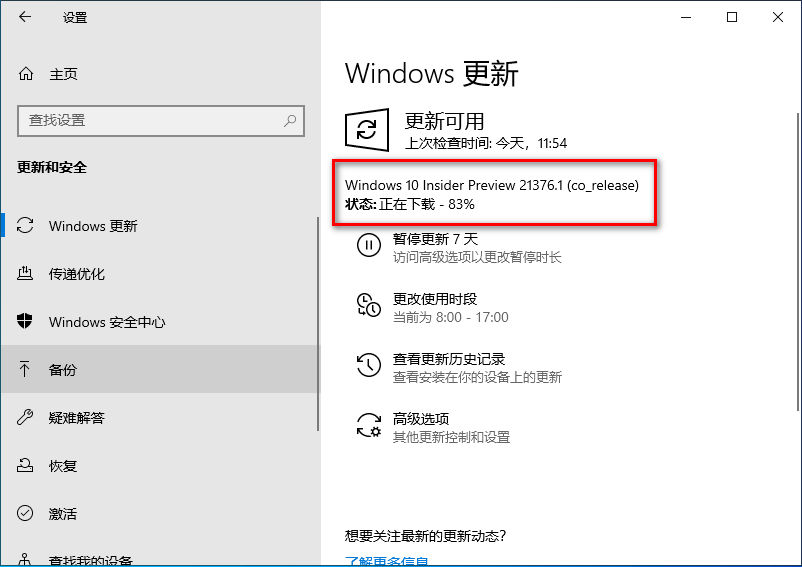 设置
主页
查找设置
更新和安全
Windows 更新
传递优化
Windows 安全中心
备份
疑难解答
恢复
激活
查找我的设备
Windows 更新
更新可用
上次检查时间: 今天，11:54
Windows 10 Insider Preview 21376.1 (co_release)
状态: 正在下载 - 83%
暂停更新 7 天
访问高级选项以更改暂停时长
更改使用时段
当前为 8:00 - 17:00
查看更新历史记录
查看安装在你的设备上的更新
高级选项
其他更新控制和设置
想要关注最新的更新动态?
了解更多信息